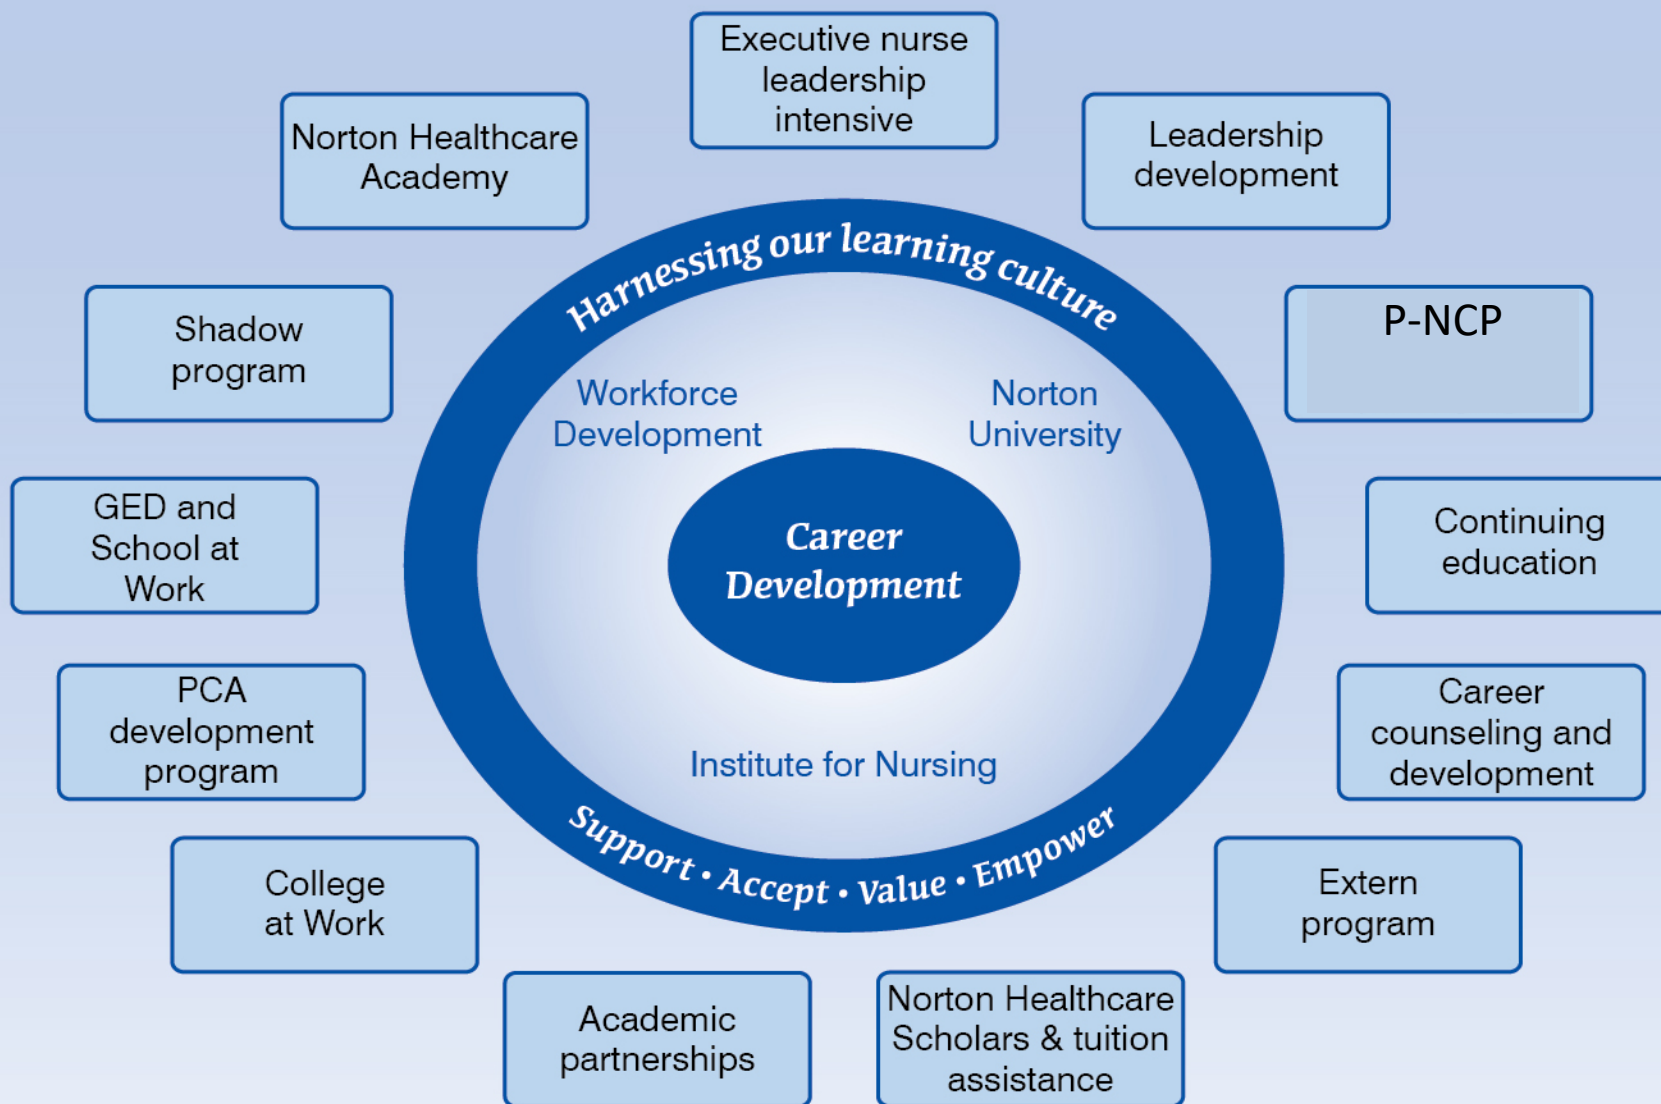 Executive nurse
leadership
intensive
Norton Healthcare
Academy
Leadership
development
Harnessing our learning culture
Shadow
program
P-NCP
Workforce
Development
Norton
University
GED and
School at
Work
Career
Development
Continuing
education
PCA
development
program
Institute for Nursing
Career
counseling and
development
Support • Accept • Value • Empower
College
at Work
Extern
program
Academic
partnerships
Norton Healthcare
Scholars & tuition
assistance